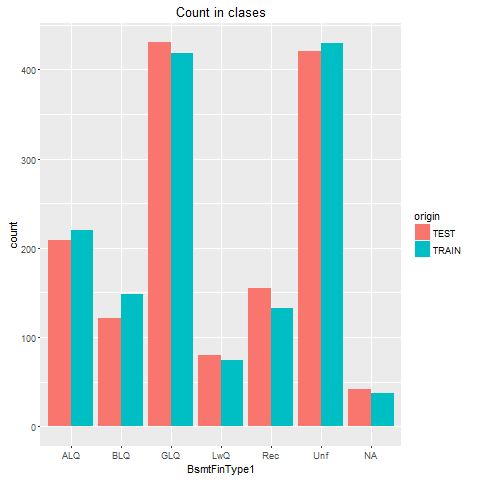 Count in clases
count
400
300
200
100
0
ALQ BLQ GLQ LwQ Rec Unf NA
BsmtFinType1
origin
TEST
TRAIN